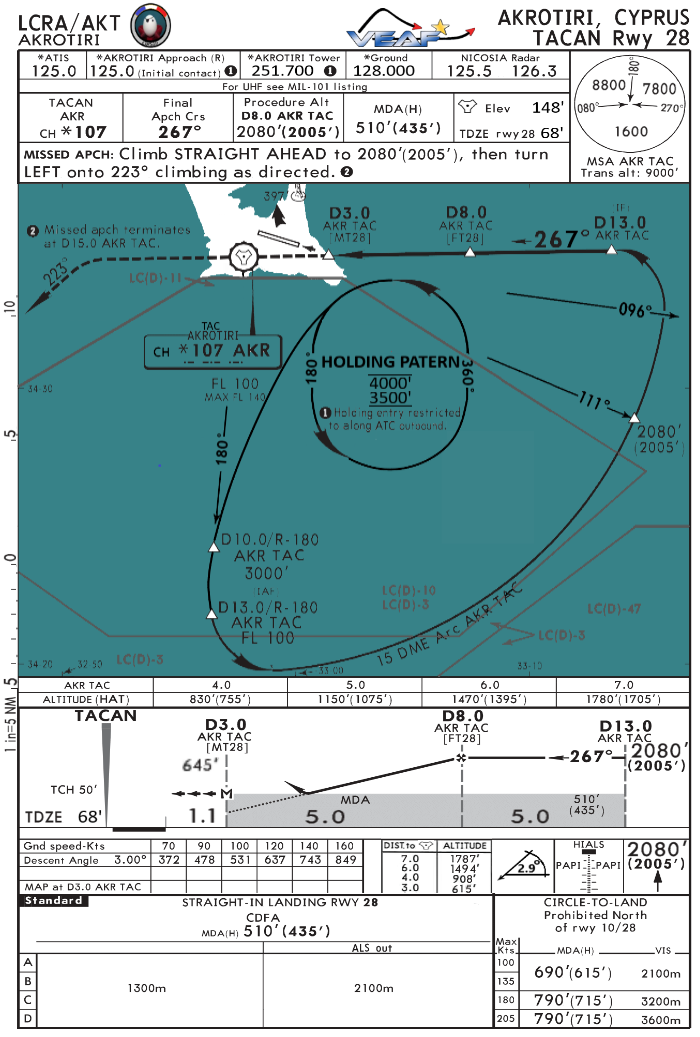 LCRA/AKT
AKROTIRI
VEAF
AKROTIRI, CYPRUS
TACAN Rwy 28
*ATIS
125.0
*AKROTIRI Approach (R)
125.0 (Initial contact) 1
*AKROTIRI Tower
251.700 1
*Ground
128.000
NICOSIA Radar
125.5 126.3
For UHF see MIL-101 listing
TACAN
AKR
CH *107
Final
Apch Crs
267°
Procedure Alt
D8.0 AKR TAC
2080'(2005')
MDA(H)
510'(435')
Elev 148'
TDZE rwy 28 68'
MISSED APCH: Climb STRAIGHT AHEAD to 2080'(2005'), then turn
LEFT onto 223° climbing as directed. 2
8800
180°
7800
080°
270°
1600
MSA AKR TAC
Trans alt: 9000'
397'
2 Missed apch terminates
at D15.0 AKR TAC.
223°
D3.0
AKR TAC
[MT28]
D8.0
AKR TAC
[FT28]
267°
(IF)
D13.0
AKR TAC
LC(D)-11
096°
TAC
AKROTIRI
CH *107 AKR
180°
HOLDING PATERN
4000'
3500'
360°
1 Holding entry restricted
to along ATC outbound.
FL 100
MAX FL 140
180°
111°
2080'
(2005')
10
34-30
5
0
5
1 in=5 NM
D10.0/R-180
AKR TAC
3000'
(IAF)
D13.0/R-180
AKR TAC
FL 100
LC(D)-10
LC(D)-3
LC(D)-47
15 DME Arc AKR TAC
LC(D)-3
LC(D)-3
34 20
32 50
33-00
33-10
AKR TAC 4.0 5.0 6.0 7.0
ALTITUDE (HAT) 830'(755') 1150'(1075') 1470'(1395') 1780'(1705')
TACAN
D3.0
AKR TAC
[MT28]
D8.0
AKR TAC
[FT28]
D13.0
AKR TAC
645'
267°
2080'
(2005')
TCH 50'
M
MDA
510'
(435')
TDZE 68'
1.1
5.0
5.0
Gnd speed-Kts 70 90 100 120 140 160
Descent Angle 3.00° 372 478 531 637 743 849
MAP at D3.0 AKR TAC
DIST.to ALTITUDE
7.0 1787'
6.0 1494'
4.0 908'
3.0 615'
2.9°
HIALS
PAPI PAPI
2080'
(2005')
Standard
STRAIGHT-IN LANDING RWY 28
CDFA
MDA(H) 510'(435')
ALS out
A
B
C
D
1300m
2100m
CIRCLE-TO-LAND
Prohibited North
of rwy 10/28
Max
Kts. MDA(H) VIS
100
135
690'(615') 2100m
180 790'(715') 3200m
205 790'(715') 3600m